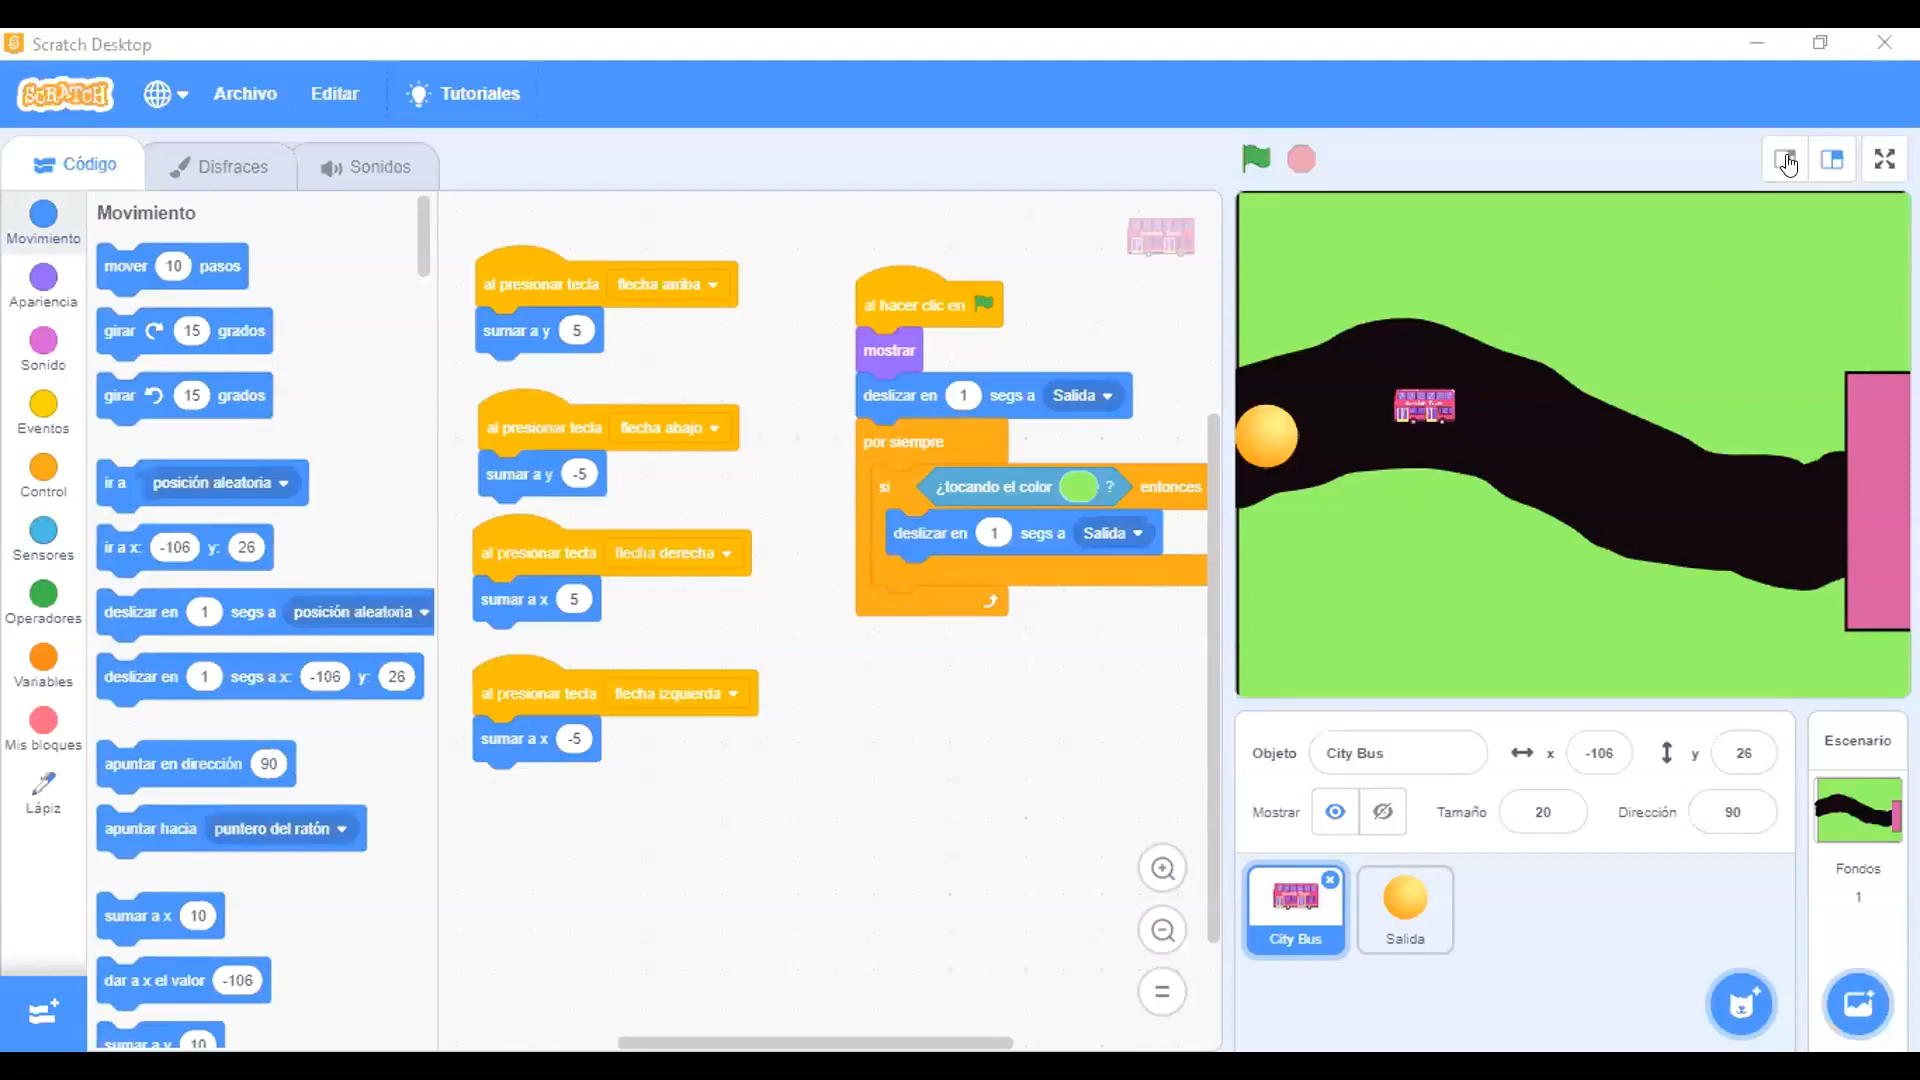 Scratch Desktop
SCRATCH
Archivo
Editar
Tutoriales
Código
Disfraces
Sonidos
Movimiento
Apariencia
Sonido
Eventos
Control
Sensores
Operadores
Variables
Mis bloques
Lápiz
Movimiento
mover 10 pasos
girar 15 grados
girar 15 grados
ir a posición aleatoria
ir a x: -106 y: 26
deslizar en 1 segs a posición aleatoria
deslizar en 1 segs a x: -106 y: 26
apuntar en dirección 90
apuntar hacia puntero del ratón
sumar a x 10
dar a x el valor -106
sumar a y 10
al presionar tecla flecha arriba
sumar a y 5
al presionar tecla flecha abajo
sumar a y -5
al presionar tecla flecha derecha
sumar a x 5
al presionar tecla flecha izquierda
sumar a x -5
al hacer clic en
mostrar
deslizar en 1 segs a Salida
por siempre
si ¿tocando el color ? entonces
deslizar en 1 segs a Salida
Objeto City Bus x -106 y 26
Mostrar Tamaño 20 Dirección 90
City Bus
Salida
Escenario
Fondos
1